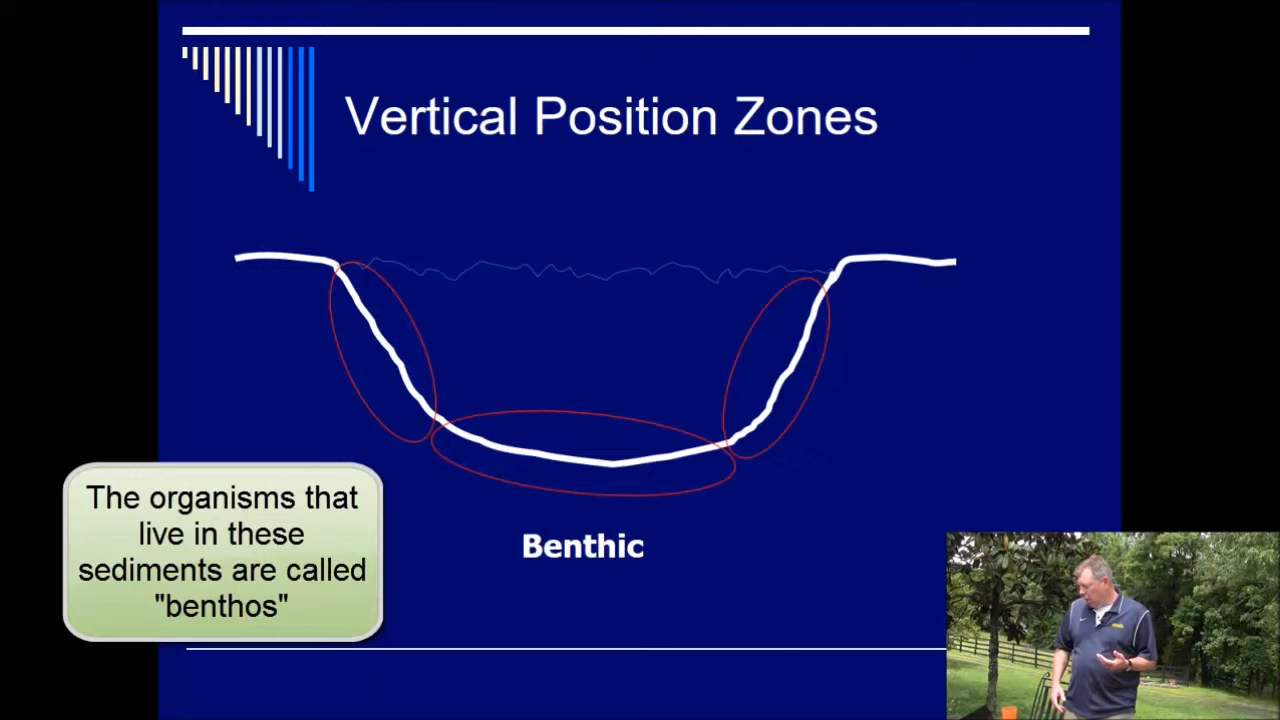 Vertical Position Zones
The organisms that
live in these
sediments are called
"benthos"
Benthic